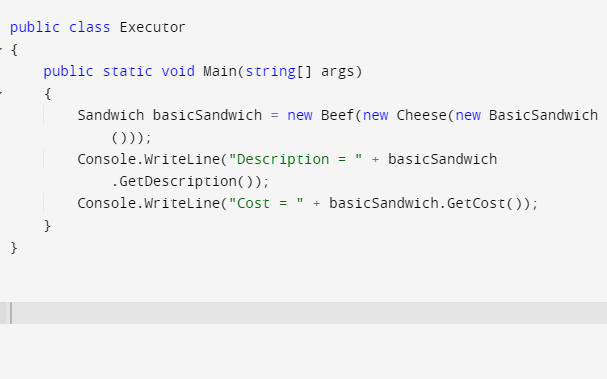 public class Executor
{
public static void Main(string[] args)
{
Sandwich basicSandwich = new Beef(new Cheese(new BasicSandwich
()));
Console.WriteLine("Description = " + basicSandwich
.GetDescription());
Console.WriteLine("Cost = " + basicSandwich.GetCost());
}
}